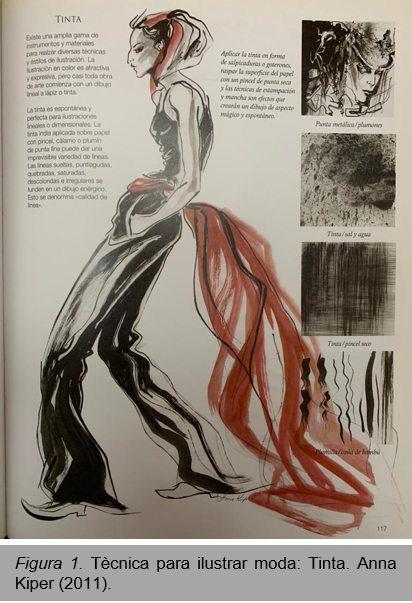 TINTA
Existe una amplia gama de
instrumentos y materiales
para realzar diversas técnicas
y estilos de ilustración. La
ilustración en color es atractiva
y expresiva, pero casi toda obra
de arte comienza con un dibujo
lineal a lápiz o tinta.
La tinta es espontánea y
perfecta para ilustraciones
lineales o dimensionales. La
tinta india aplicada sobre papel
con pincel, cálamo o plumín
de punta fina puede dar una
imprevisible variedad de líneas.
Las líneas sueltas, puntiagudas,
quebradas, saturadas,
descoloridas e irregulares se
funden en un dibujo enérgico.
Esto se denomina «calidad de
línea».
Aplicar la tinta en forma
de salpicaduras o goterones,
raspar la superficie del papel
con un pincel de punta seca
y las técnicas de estampación
y mancha son efectos que
crearán un dibujo de aspecto
mágico y espontáneo.
Punta metálica/plumones
Tinta/sal y agua
Tinta/pincel seco
Plumilla/caña de bambú
117
Figura 1. Tècnica para ilustrar moda: Tinta. Anna
Kiper (2011).